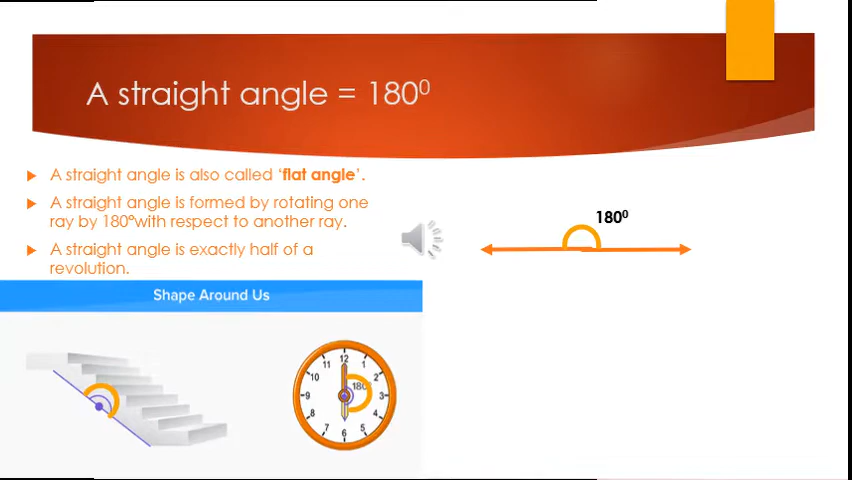 A straight angle = 180⁰
A straight angle is also called ‘flat angle’.
A straight angle is formed by rotating one
ray by 180°with respect to another ray.
A straight angle is exactly half of a
revolution.
180⁰
Shape Around Us
12
11 1
10 2
180
9 3
8 4
7 5
6